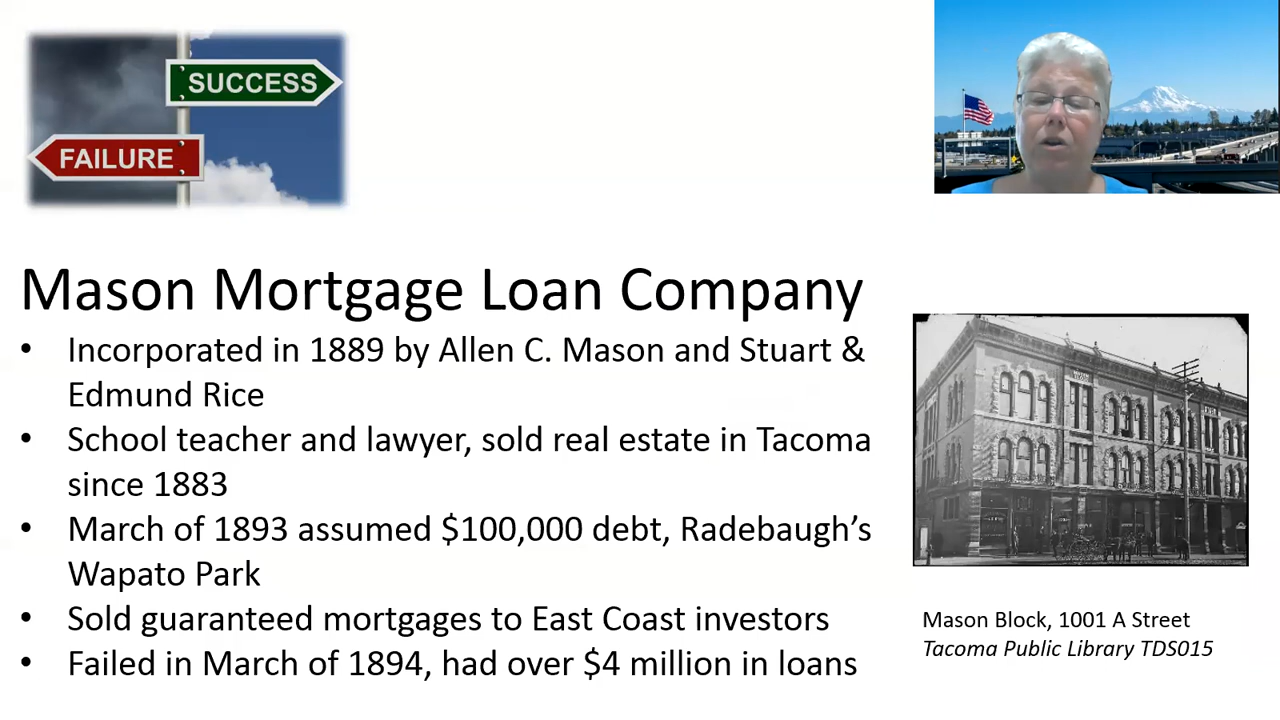 SUCCESS
FAILURE
Mason Mortgage Loan Company
• Incorporated in 1889 by Allen C. Mason and Stuart &
Edmund Rice
• School teacher and lawyer, sold real estate in Tacoma
since 1883
• March of 1893 assumed $100,000 debt, Radebaugh’s
Wapato Park
• Sold guaranteed mortgages to East Coast investors
• Failed in March of 1894, had over $4 million in loans
Mason Block, 1001 A Street
Tacoma Public Library TDS015